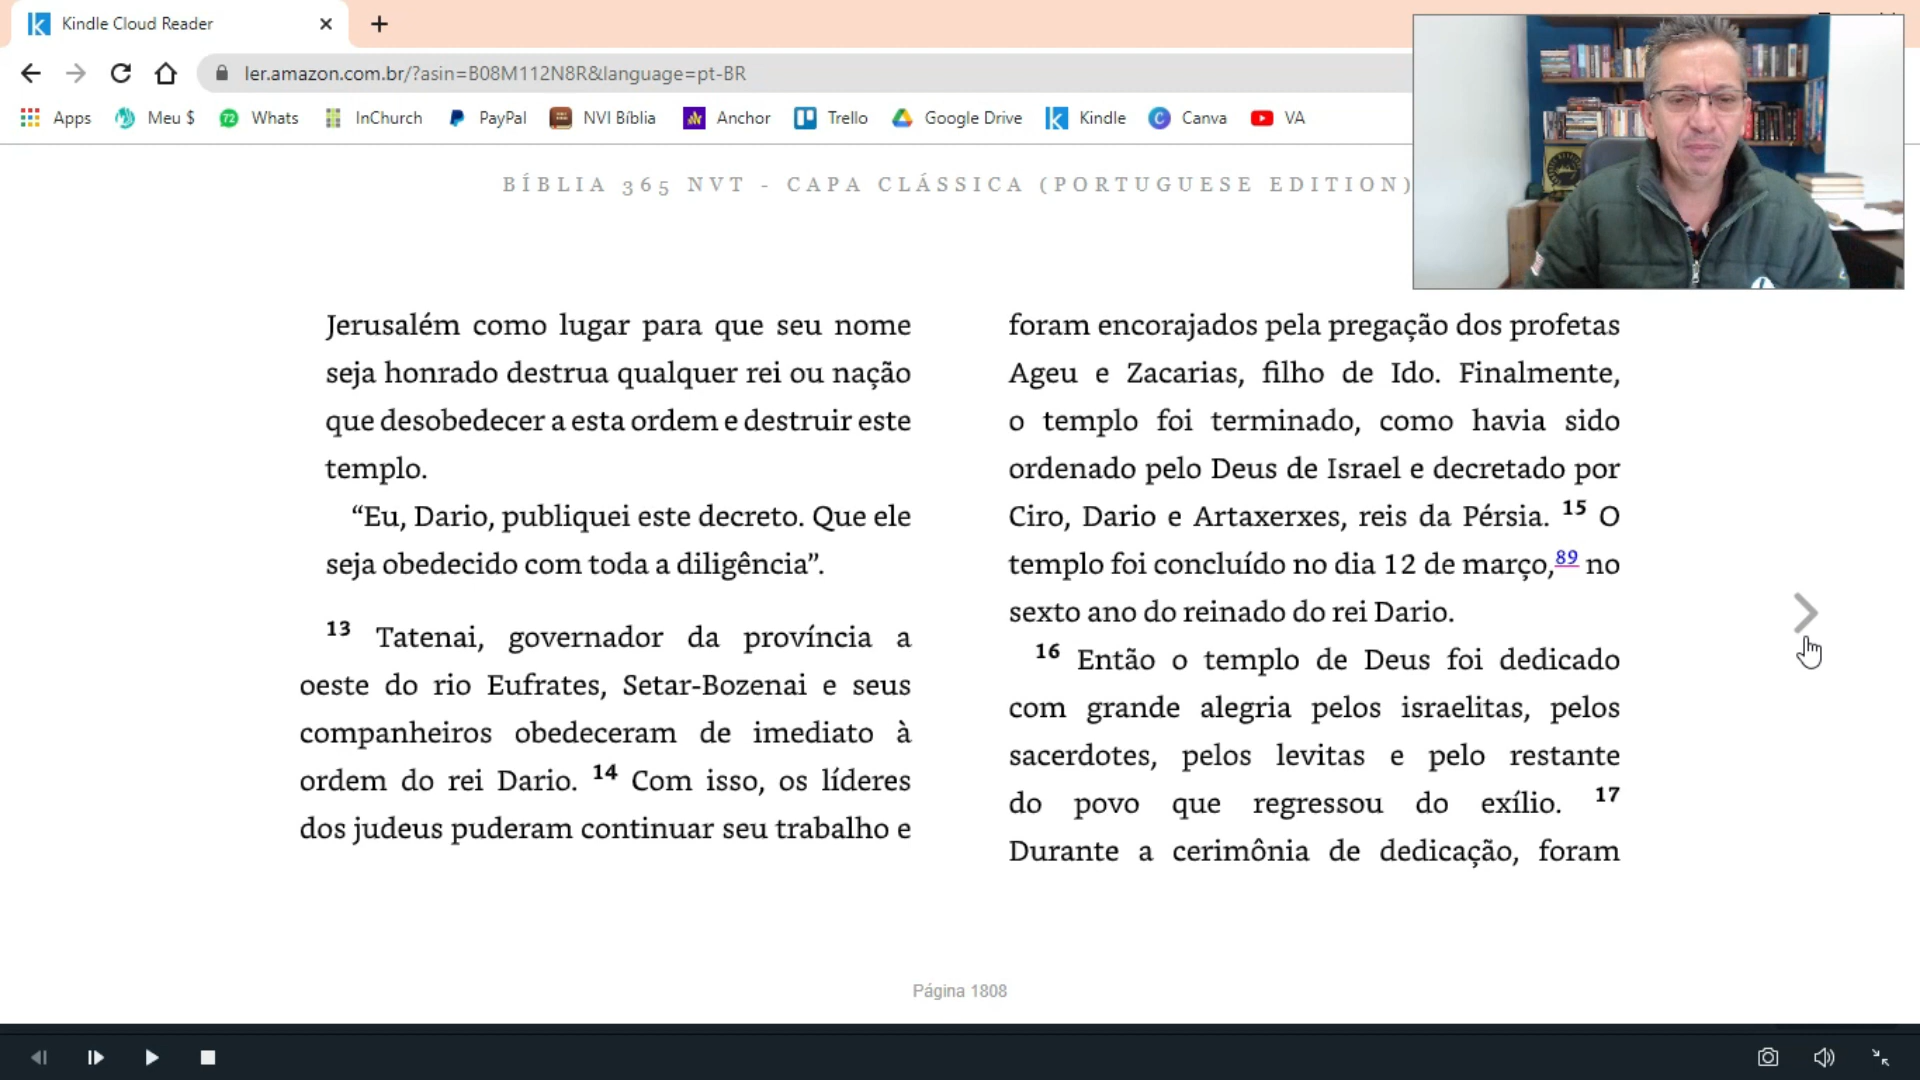 Kindle Cloud Reader
ler.amazon.com.br/?asin=B08M112N8R&language=pt-BR
Apps Meu $ Whats InChurch PayPal NVI Bíblia Anchor Trello Google Drive Kindle Canva VA
BÍBLIA 365 NVT - CAPA CLÁSSICA (PORTUGUESE EDITION)
Jerusalém como lugar para que seu nome
seja honrado destrua qualquer rei ou nação
que desobedecer a esta ordem e destruir este
templo.
“Eu, Dario, publiquei este decreto. Que ele
seja obedecido com toda a diligência”.
13 Tatenai, governador da província a
oeste do rio Eufrates, Setar-Bozenai e seus
companheiros obedeceram de imediato à
ordem do rei Dario. 14 Com isso, os líderes
dos judeus puderam continuar seu trabalho e
foram encorajados pela pregação dos profetas
Ageu e Zacarias, filho de Ido. Finalmente,
o templo foi terminado, como havia sido
ordenado pelo Deus de Israel e decretado por
Ciro, Dario e Artaxerxes, reis da Pérsia. 15 O
templo foi concluído no dia 12 de março,89 no
sexto ano do reinado do rei Dario.
16 Então o templo de Deus foi dedicado
com grande alegria pelos israelitas, pelos
sacerdotes, pelos levitas e pelo restante
do povo que regressou do exílio. 17
Durante a cerimônia de dedicação, foram
Página 1808